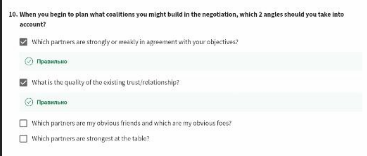 10. When you begin to plan what coalitions you might build in the negotiation, which 2 angles should you take into
account?
Which partners are strongly or weakly in agreement with your objectives?
Правильно
What is the quality of the existing trust/relationship?
Правильно
Which partners are my obvious friends and which are my obvious foes?
Which partners are strongest at the table?